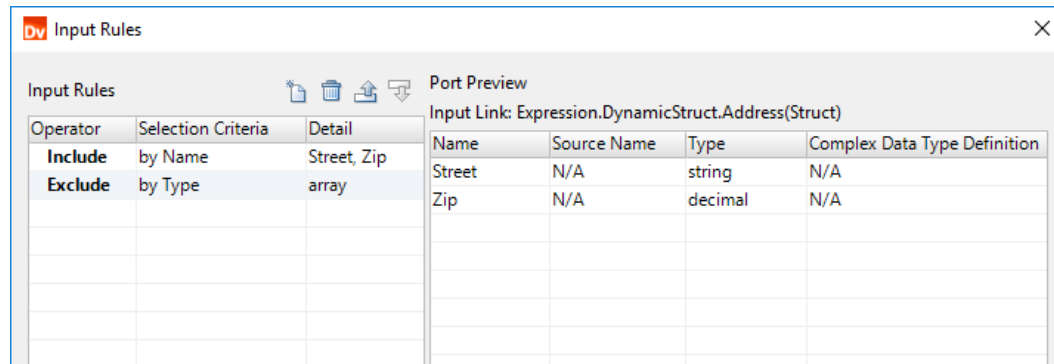 Dv Input Rules
Input Rules
Operator Selection Criteria Detail
Include by Name Street, Zip
Exclude by Type array
Port Preview
Input Link: Expression.DynamicStruct.Address(Struct)
Name Source Name Type Complex Data Type Definition
Street N/A string N/A
Zip N/A decimal N/A